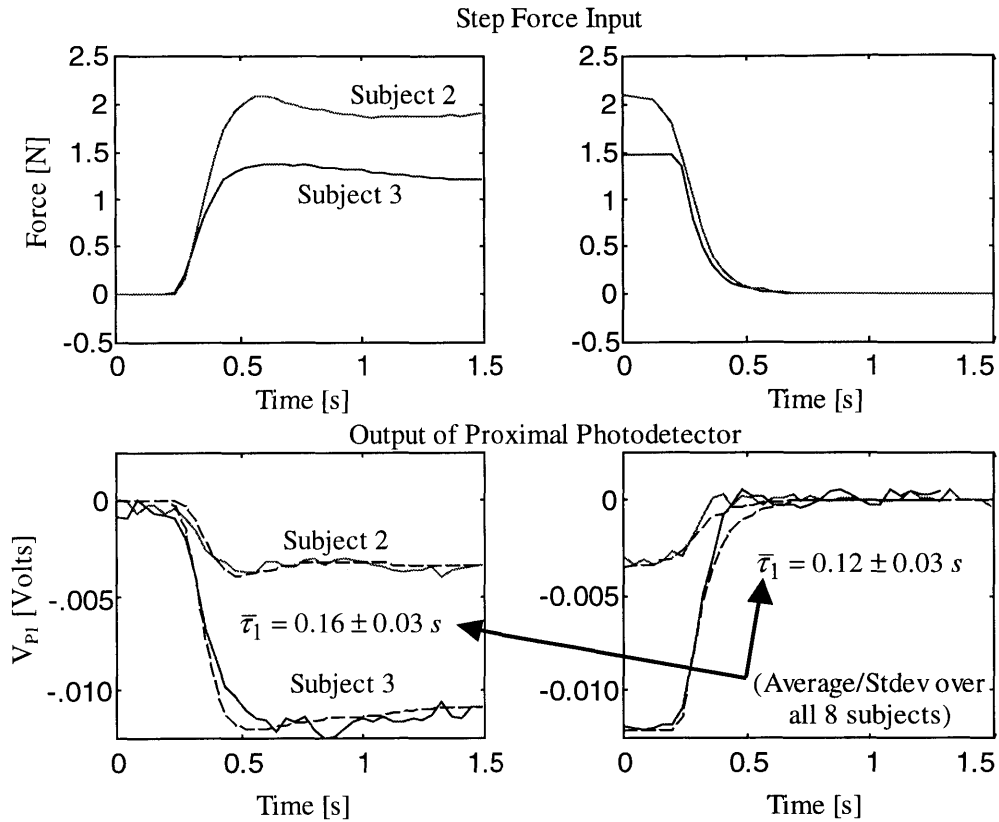 Step Force Input
2.5
2
1.5
1
0.5
0
-0.5
Force [N]
Subject 2
Subject 3
0
0.5
1
1.5
Time [s]
2.5
2
1.5
1
0.5
0
-0.5
0
0.5
1
1.5
Time [s]
Output of Proximal Photodetector
0
-.005
-.010
V_P1 [Volts]
Subject 2
τ̄₁ = 0.16 ± 0.03 s
Subject 3
0
0.5
1
1.5
Time [s]
0
-0.005
-0.010
τ̄₁ = 0.12 ± 0.03 s
(Average/Stdev over
all 8 subjects)
0
0.5
1
1.5
Time [s]